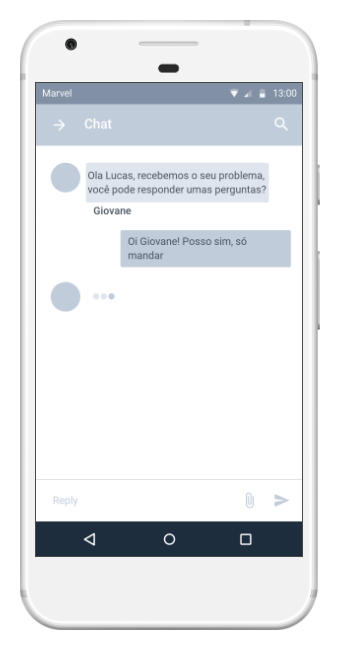 Marvel 13:00
Chat
Ola Lucas, recebemos o seu problema,
você pode responder umas perguntas?
Giovane
Oi Giovane! Posso sim, só
mandar
Reply